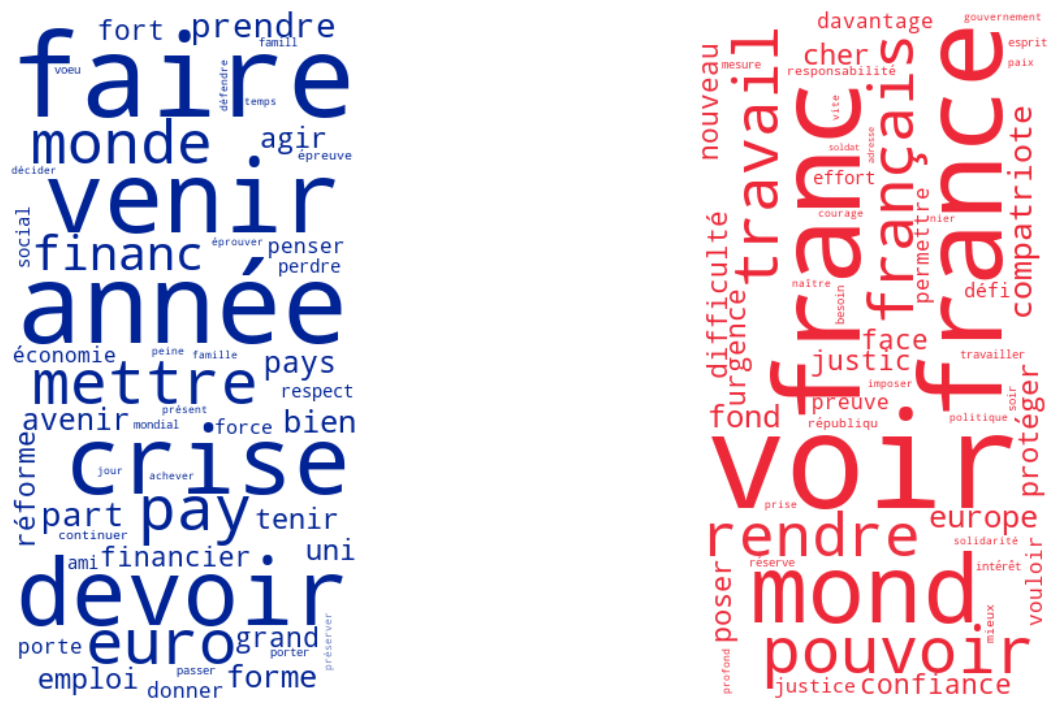 fort prendre
famill
faire
voeu
défendre
temps
monde agir
épreuve
décider
venir
social
financ éprouver penser
perdre
année
économie peine famille pays
mettre respect
présent
avenir mondial force bien
réforme
crise
jour achever
part pay tenir
continuer
ami financier uni
devoir
porte euro grand
porter
préserver
passer
emploi donner forme
davantage gouvernement
cher esprit
mesure responsabilité paix
nouveau
travail
franc
vite
français
france
soldat adresse
effort
compatriote
courage
permettre
difficulté
naître
besoin
urgence
défi
face
justic travailler
imposer
preuve
soir
fond républiqu politique
protéger
voir
prise
rendre europe
solidarité
réserve intérêt
vouloir
poser
mond
mieux
pouvoir
profond
justice confiance